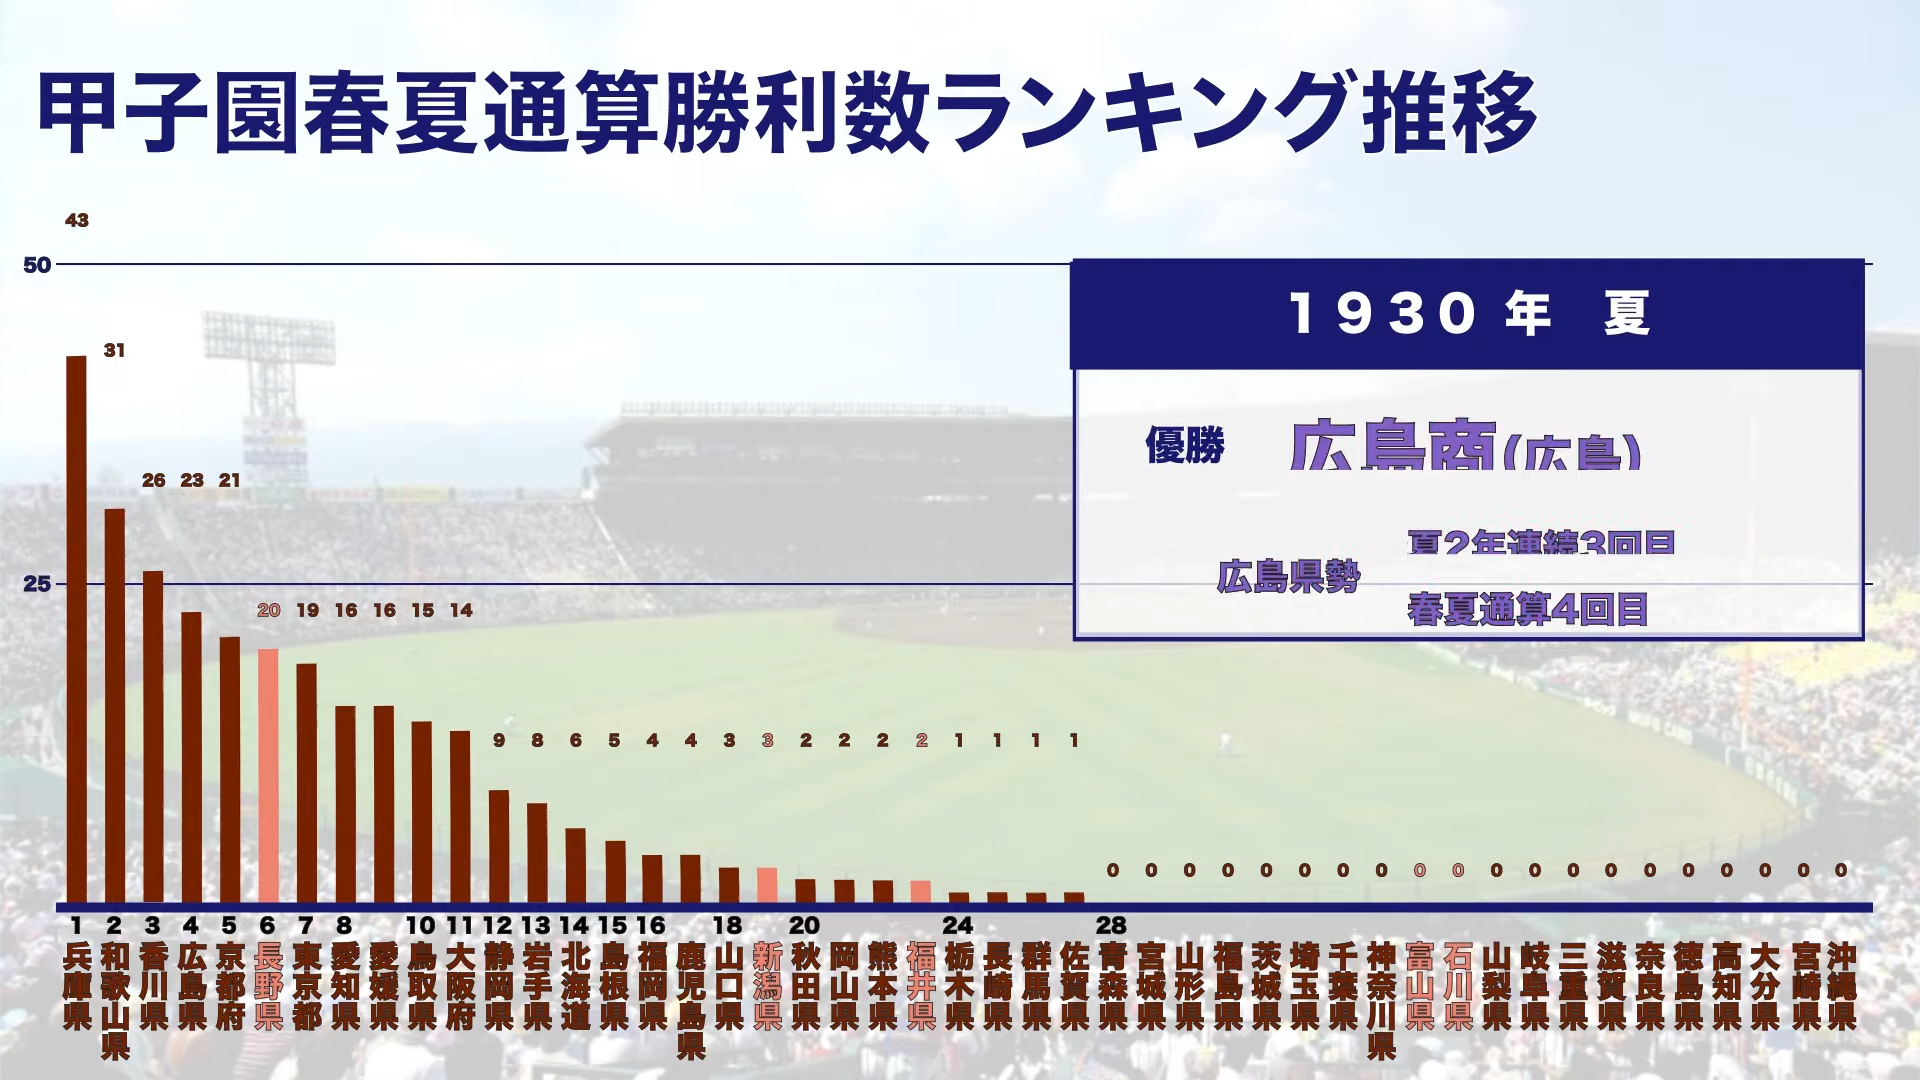 甲子園春夏通算勝利数ランキング推移
43
50
1930年 夏
31
優勝 広島商(広島)
26 23 21
夏2年連続3回目
広島県勢
春夏通算4回目
25
20 19 16 16 15 14
9 8 6 5 4 4 3 3 2 2 2 2 1 1 1 1
0 0 0 0 0 0 0 0 0 0 0 0 0 0 0 0 0 0 0 0
1 2 3 4 5 6 7 8 10 11 12 13 14 15 16 18 20 24 28
兵庫県 和歌山県 香川県 広島県 京都府 長野県 東京都 愛知県 愛媛県 鳥取県 大阪府 静岡県 岩手県 北海道 島根県 福岡県 鹿児島県 山口県 新潟県 秋田県 岡山県 熊本県 福井県 栃木県 長崎県 群馬県 佐賀県 青森県 宮城県 山形県 福島県 茨城県 埼玉県 千葉県 神奈川県 富山県 石川県 山梨県 岐阜県 三重県 滋賀県 奈良県 徳島県 高知県 大分県 宮崎県 沖縄県